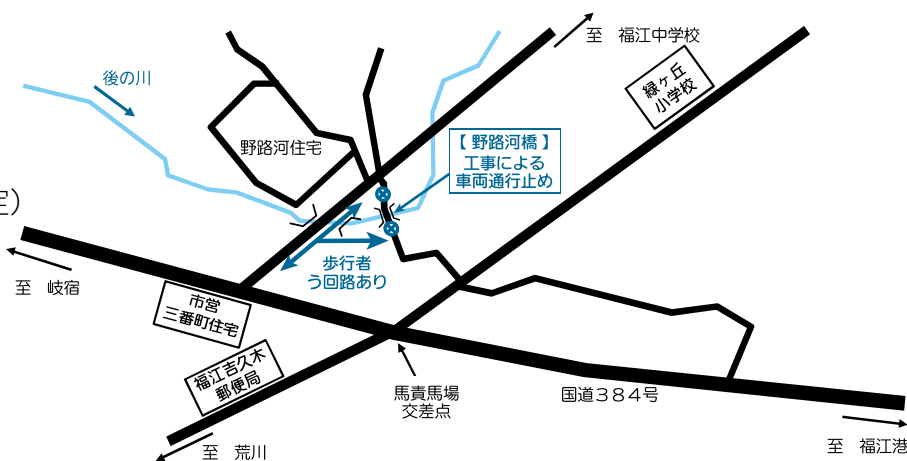 至　福江中学校
緑ヶ丘
小学校
後の川
野路河住宅
【 野路河橋 】
工事による
車両通行止め
定）
歩行者
う回路あり
至　岐宿
市営
三番町住宅
福江吉久木
郵便局
馬責馬場
交差点
国道３８４号
至　荒川
至　福江港